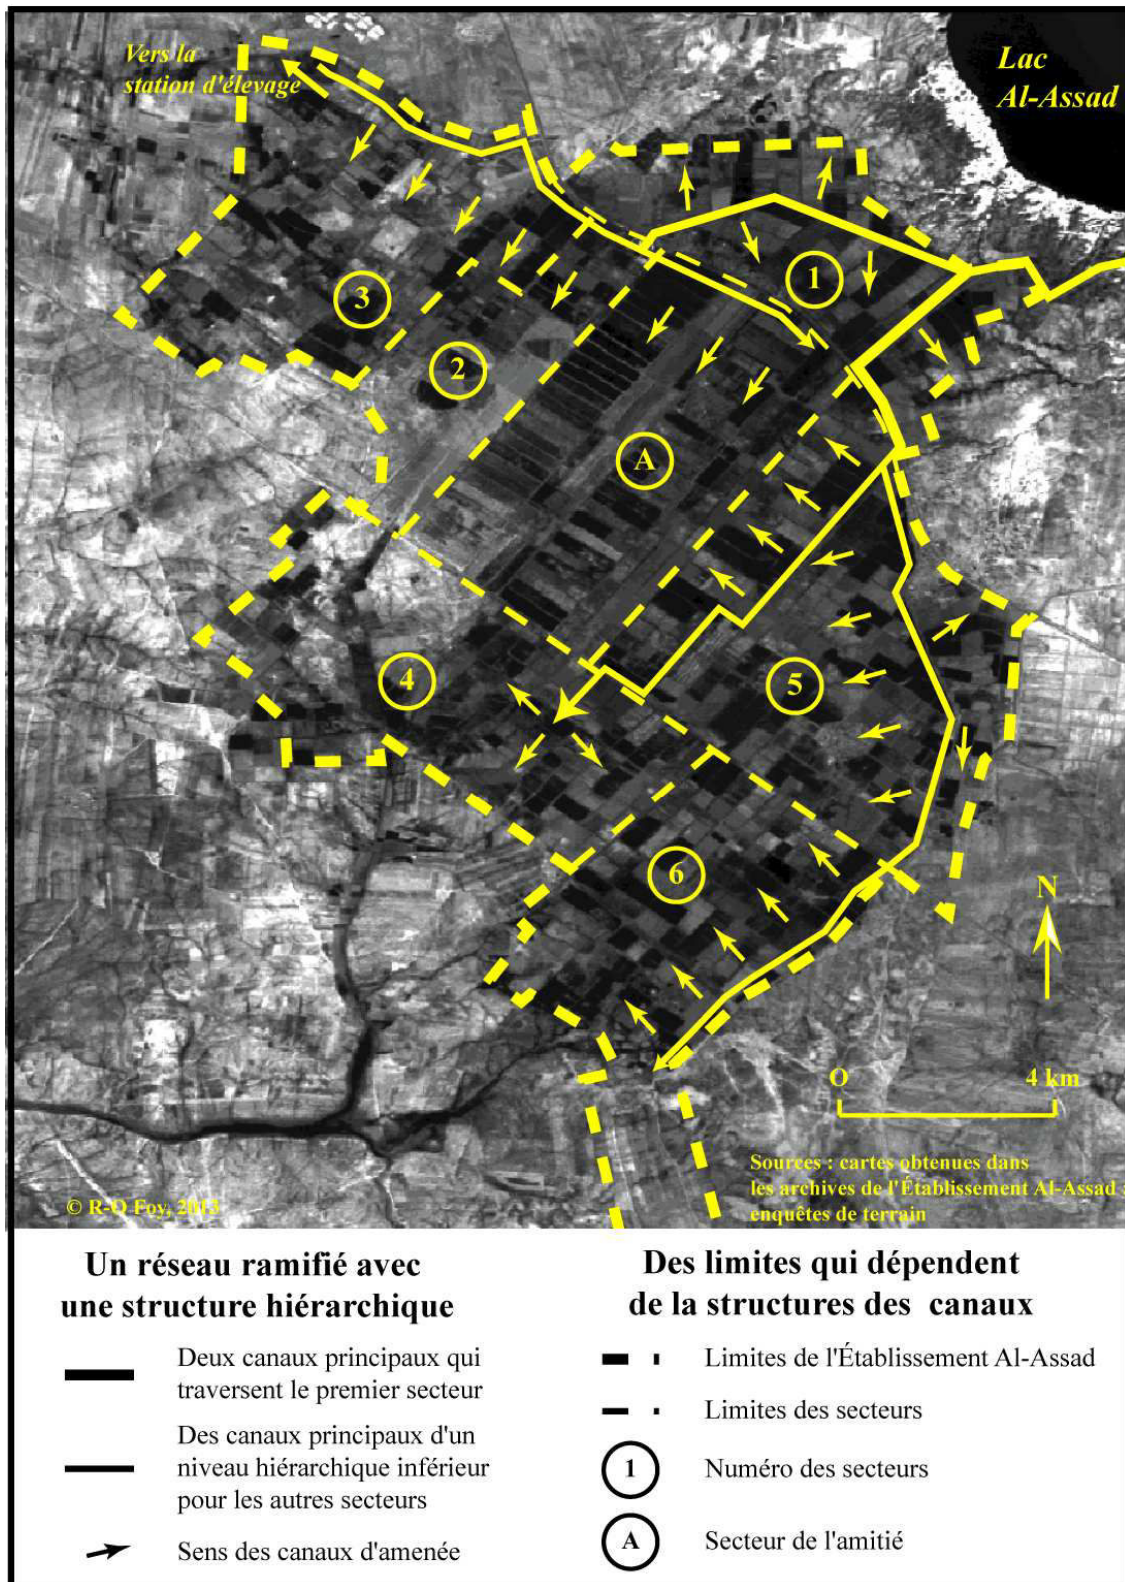 Vers la
station d'élevage
Lac
Al-Assad
1
3
2
A
4
5
6
N
O 4 km
Sources : cartes obtenues dans
les archives de l'Établissement Al-Assad ;
enquêtes de terrain
© R-O Foy, 2013
Un réseau ramifié avec
une structure hiérarchique
Deux canaux principaux qui
traversent le premier secteur
Des canaux principaux d'un
niveau hiérarchique inférieur
pour les autres secteurs
Sens des canaux d'amenée
Des limites qui dépendent
de la structures des canaux
Limites de l'Établissement Al-Assad
Limites des secteurs
1 Numéro des secteurs
A Secteur de l'amitié